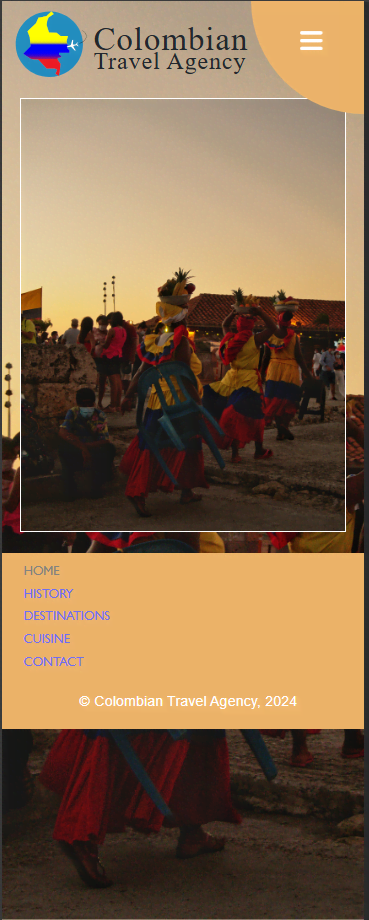 Colombian
Travel Agency
HOME
HISTORY
DESTINATIONS
CUISINE
CONTACT
© Colombian Travel Agency, 2024